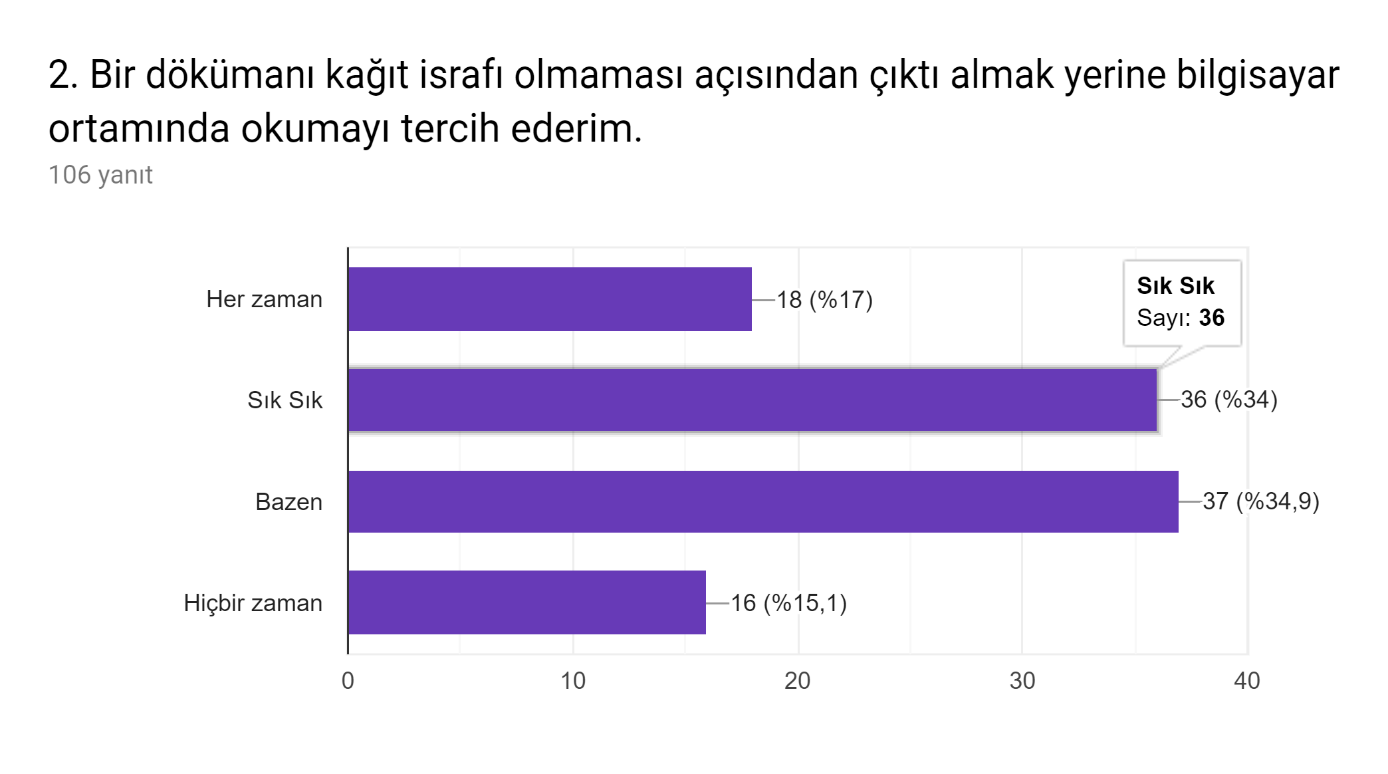 2. Bir dökümanı kağıt israfı olmaması açısından çıktı almak yerine bilgisayar
ortamında okumayı tercih ederim.
106 yanıt
Her zaman
18 (%17)
Sık Sık
Sayı: 36
Sık Sık
36 (%34)
Bazen
37 (%34,9)
Hiçbir zaman
16 (%15,1)
0 10 20 30 40